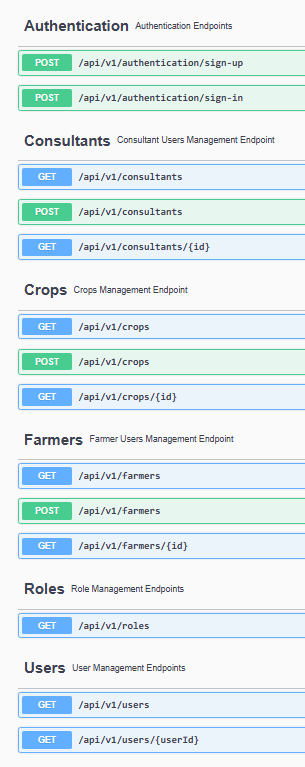 Authentication Authentication Endpoints
POST /api/v1/authentication/sign-up
POST /api/v1/authentication/sign-in
Consultants Consultant Users Management Endpoint
GET /api/v1/consultants
POST /api/v1/consultants
GET /api/v1/consultants/{id}
Crops Crops Management Endpoint
GET /api/v1/crops
POST /api/v1/crops
GET /api/v1/crops/{id}
Farmers Farmer Users Management Endpoint
GET /api/v1/farmers
POST /api/v1/farmers
GET /api/v1/farmers/{id}
Roles Role Management Endpoints
GET /api/v1/roles
Users User Management Endpoints
GET /api/v1/users
GET /api/v1/users/{userId}